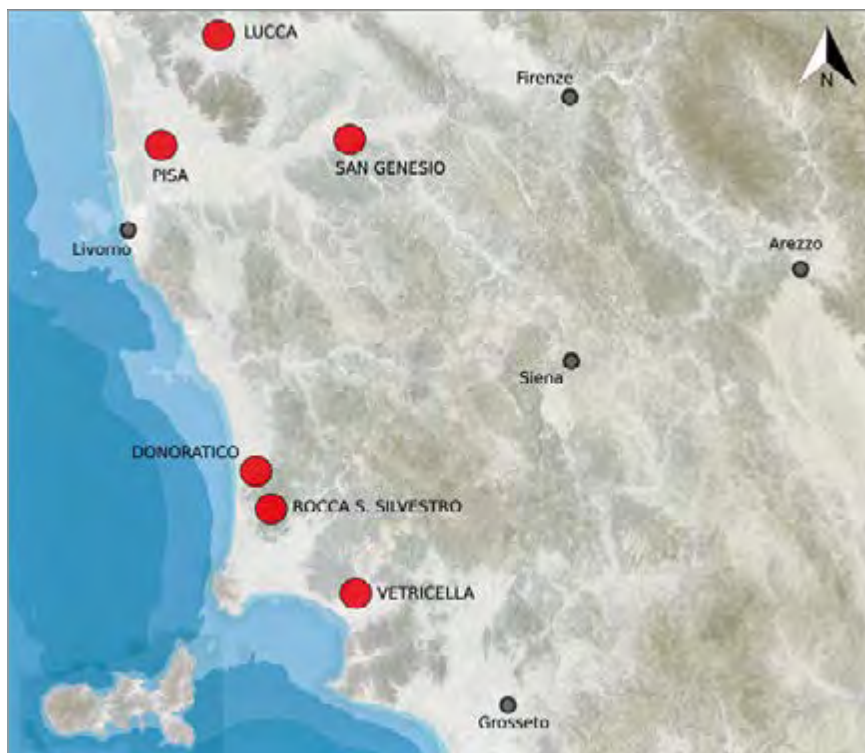 LUCCA
Firenze
N
PISA
SAN GENESIO
Livorno
Arezzo
Siena
DONORATICO
ROCCA S. SILVESTRO
VETRICELLA
Grosseto